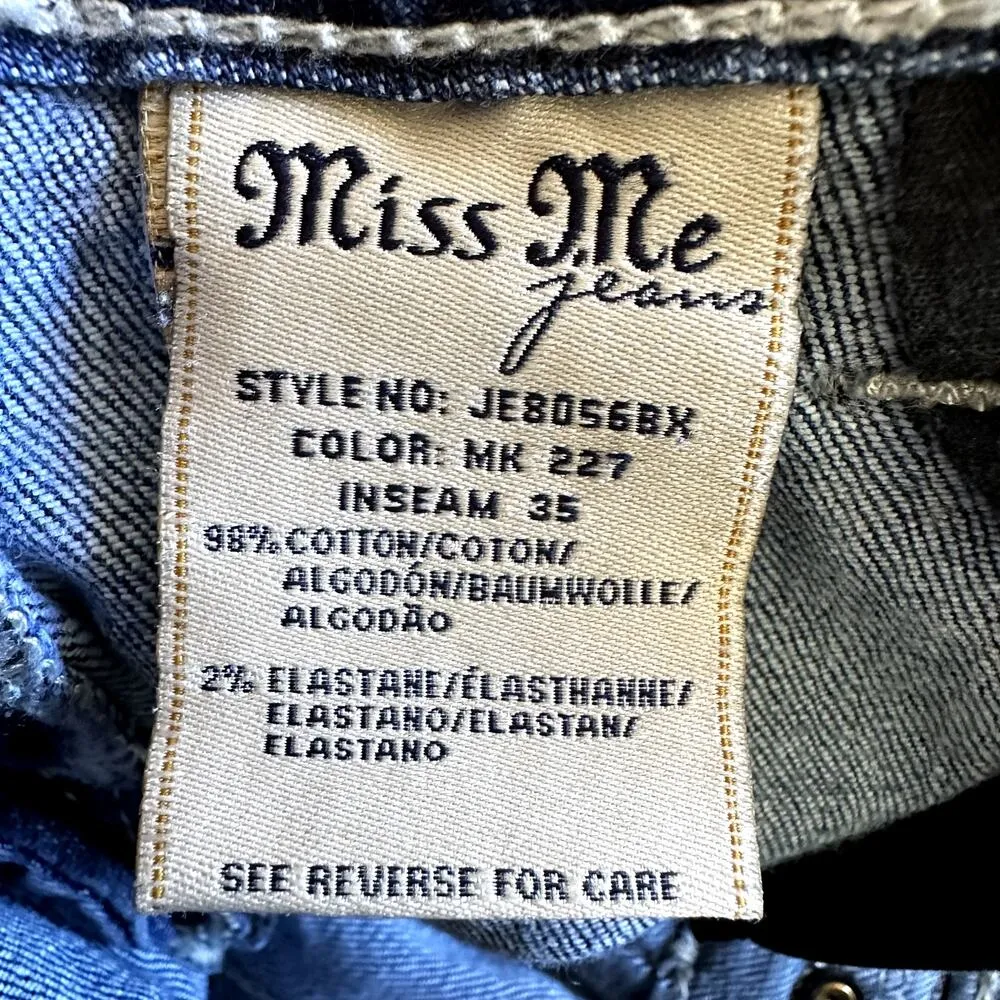 Miss Me
jeans
STYLE NO: JE8056BX
COLOR: MK 227
INSEAM 35
98% COTTON/COTON/
ALGODÓN/BAUMWOLLE/
ALGODÃO
2% ELASTANE/ÉLASTHANNE/
ELASTANO/ELASTAN/
ELASTANO
SEE REVERSE FOR CARE